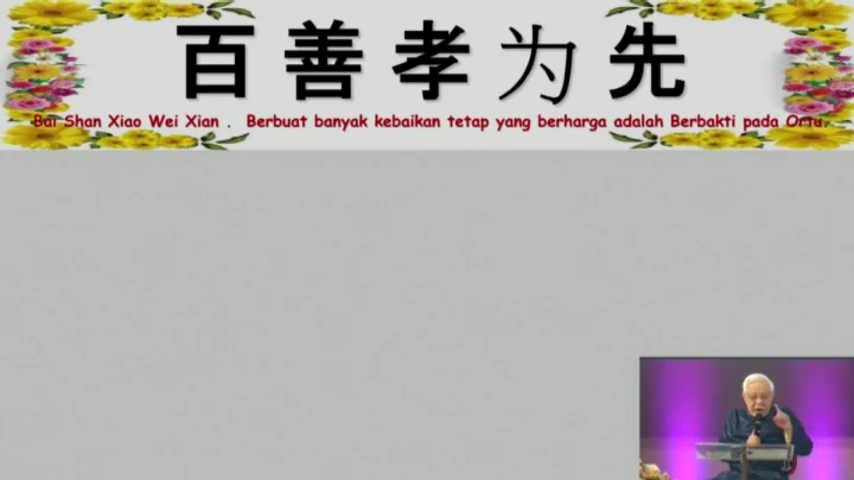 百善孝为先
Bai Shan Xiao Wei Xian . Berbuat banyak kebaikan tetap yang berharga adalah Berbakti pada Ortu.